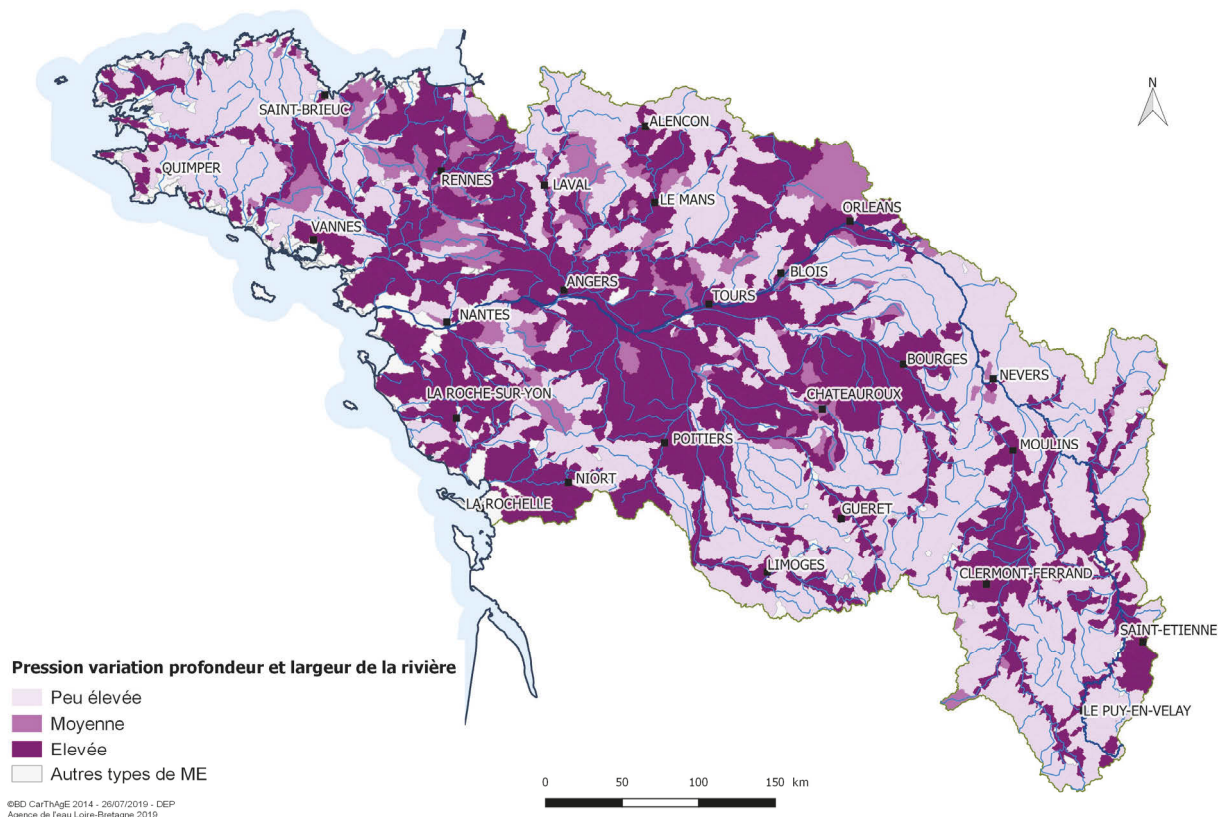 N
SAINT-BRIEUC
ALENCON
QUIMPER
RENNES
LAVAL
LE MANS
ORLEANS
VANNES
BLOIS
ANGERS
TOURS
NANTES
BOURGES
NEVERS
LA ROCHE-SUR-YON
CHATEAUROUX
POITIERS
MOULINS
NIORT
LA ROCHELLE
GUERET
LIMOGES
CLERMONT-FERRAND
SAINT-ETIENNE
LE PUY-EN-VELAY
Pression variation profondeur et largeur de la rivière
Peu élevée
Moyenne
Elevée
Autres types de ME
0 50 100 150 km
©BD CarThAgE 2014 - 26/07/2019 - DEP
Agence de l'eau Loire-Bretagne 2019